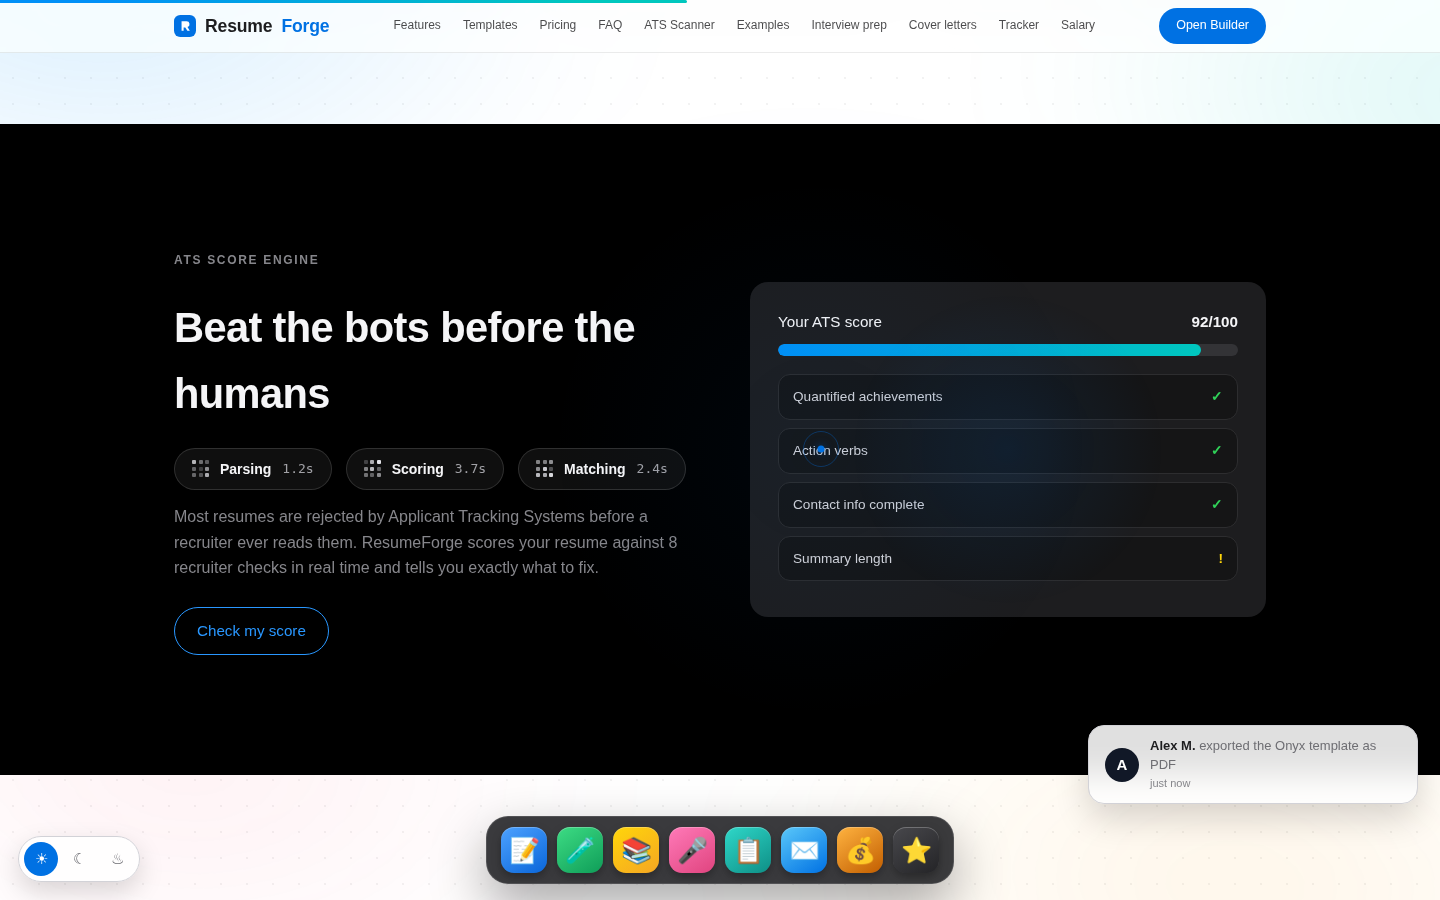 Resume Forge
Features Templates Pricing FAQ ATS Scanner Examples Interview prep Cover letters Tracker Salary
Open Builder
ATS SCORE ENGINE
Beat the bots before the
humans
Parsing 1.2s Scoring 3.7s Matching 2.4s
Most resumes are rejected by Applicant Tracking Systems before a
recruiter ever reads them. ResumeForge scores your resume against 8
recruiter checks in real time and tells you exactly what to fix.
Check my score
Your ATS score 92/100
Quantified achievements ✓
Action verbs ✓
Contact info complete ✓
Summary length !
A
Alex M. exported the Onyx template as
PDF
just now